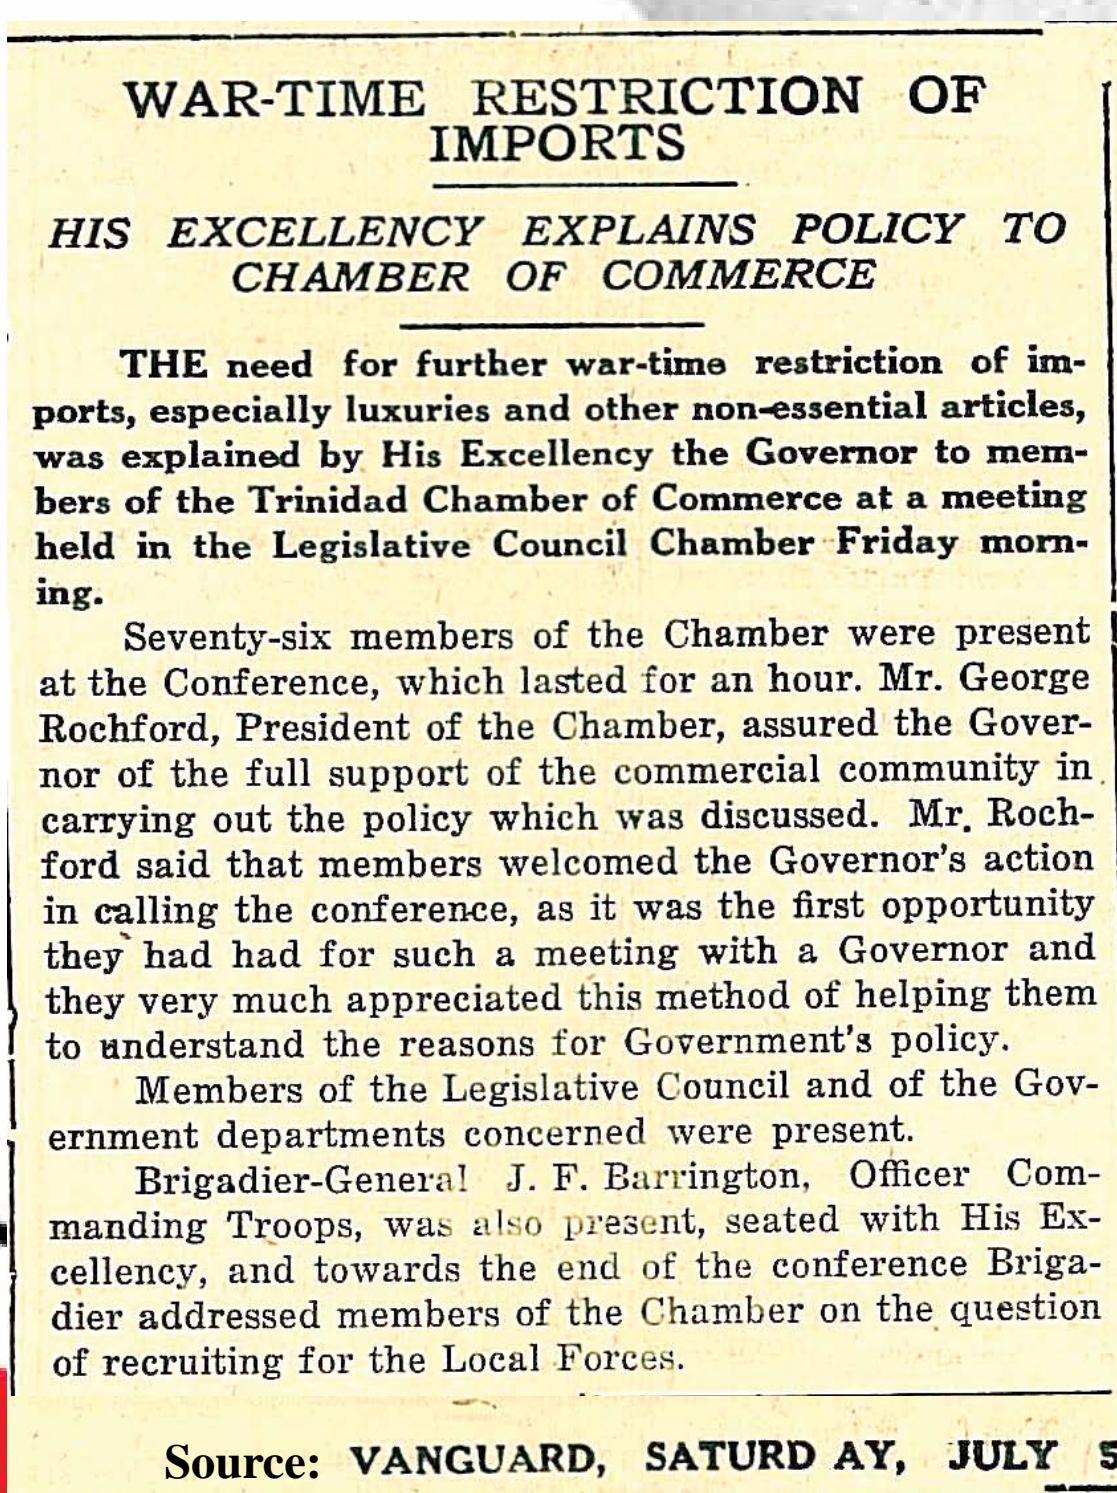 WAR-TIME RESTRICTION OF
IMPORTS
HIS EXCELLENCY EXPLAINS POLICY TO
CHAMBER OF COMMERCE
THE need for further war-time restriction of im-
ports, especially luxuries and other non-essential articles,
was explained by His Excellency the Governor to mem-
bers of the Trinidad Chamber of Commerce at a meeting
held in the Legislative Council Chamber Friday morn-
ing.
Seventy-six members of the Chamber were present
at the Conference, which lasted for an hour. Mr. George
Rochford, President of the Chamber, assured the Gover-
nor of the full support of the commercial community in
carrying out the policy which was discussed. Mr. Roch-
ford said that members welcomed the Governor's action
in calling the conference, as it was the first opportunity
they had had for such a meeting with a Governor and
they very much appreciated this method of helping them
to understand the reasons for Government's policy.
Members of the Legislative Council and of the Gov-
ernment departments concerned were present.
Brigadier-General J. F. Barrington, Officer Com-
manding Troops, was also present, seated with His Ex-
cellency, and towards the end of the conference Briga-
dier addressed members of the Chamber on the question
of recruiting for the Local Forces.
Source: VANGUARD, SATURD AY, JULY